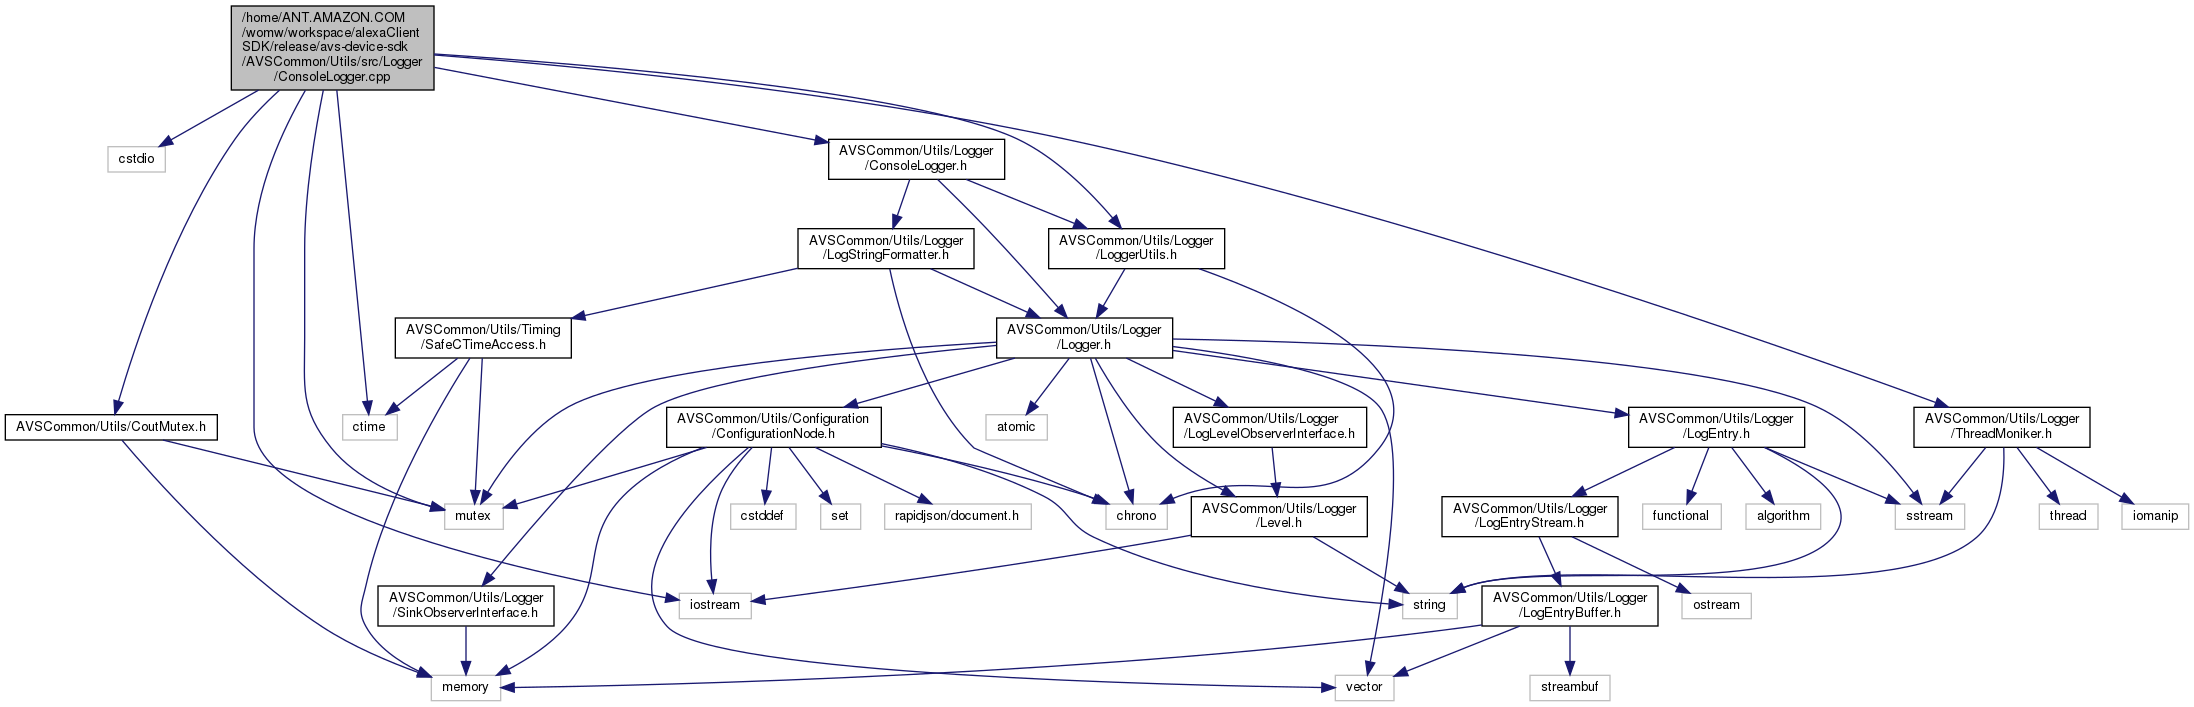 /home/ANT.AMAZON.COM
/womw/workspace/alexaClient
SDK/release/avs-device-sdk
/AVSCommon/Utils/src/Logger
/ConsoleLogger.cpp
cstdio
AVSCommon/Utils/Logger
/ConsoleLogger.h
AVSCommon/Utils/Logger
/LogStringFormatter.h
AVSCommon/Utils/Logger
/LoggerUtils.h
AVSCommon/Utils/Timing
/SafeCTimeAccess.h
AVSCommon/Utils/Logger
/Logger.h
AVSCommon/Utils/CoutMutex.h
ctime
AVSCommon/Utils/Configuration
/ConfigurationNode.h
atomic
AVSCommon/Utils/Logger
/LogLevelObserverInterface.h
AVSCommon/Utils/Logger
/LogEntry.h
AVSCommon/Utils/Logger
/ThreadMoniker.h
mutex
cstddef
set
rapidjson/document.h
chrono
AVSCommon/Utils/Logger
/Level.h
AVSCommon/Utils/Logger
/LogEntryStream.h
functional
algorithm
sstream
thread
iomanip
AVSCommon/Utils/Logger
/SinkObserverInterface.h
iostream
string
AVSCommon/Utils/Logger
/LogEntryBuffer.h
ostream
memory
vector
streambuf